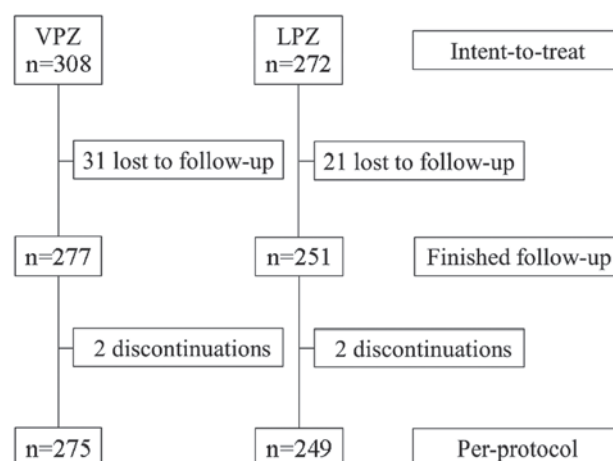 VPZ
n=308
LPZ
n=272
Intent-to-treat
31 lost to follow-up
21 lost to follow-up
n=277
n=251
Finished follow-up
2 discontinuations
2 discontinuations
n=275
n=249
Per-protocol